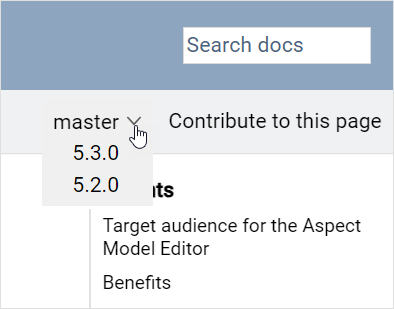 Search docs
master
Contribute to this page
5.3.0
5.2.0
nts
Target audience for the Aspect
Model Editor
Benefits